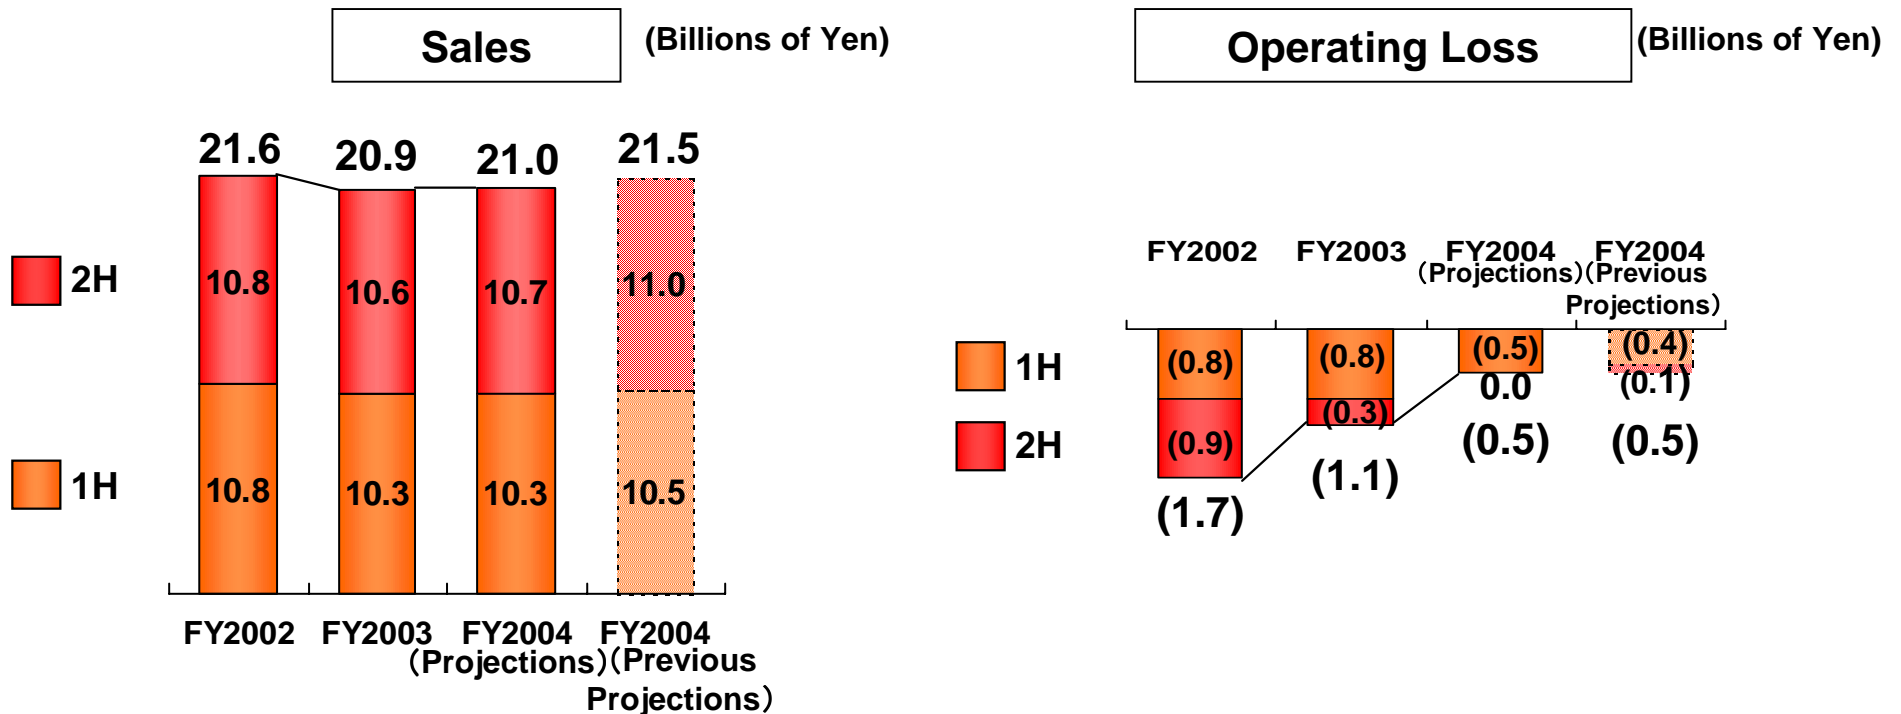 Sales
(Billions of Yen)
21.6
20.9
21.0
21.5
2H
10.8
10.6
10.7
11.0
1H
10.8
10.3
10.3
10.5
FY2002
FY2003
FY2004
(Projections)
FY2004
(Previous
Projections)
Operating Loss
(Billions of Yen)
FY2002
FY2003
FY2004
(Projections)
FY2004
(Previous
Projections)
1H
(0.8)
(0.8)
(0.5)
(0.4)
2H
(0.9)
(0.3)
0.0
(0.1)
(1.7)
(1.1)
(0.5)
(0.5)